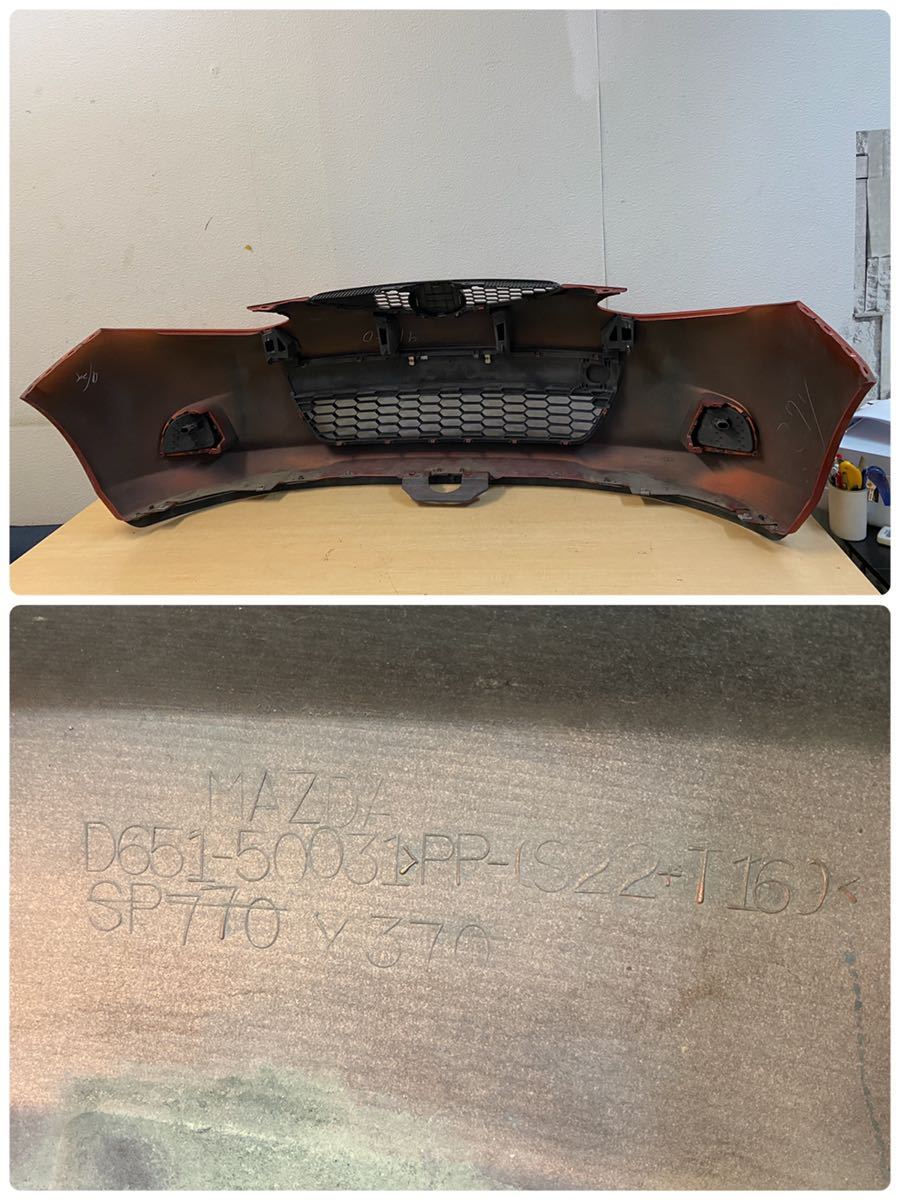 MAZDA
D651-50031>PP-(S22+T16)<
SP770 Y370